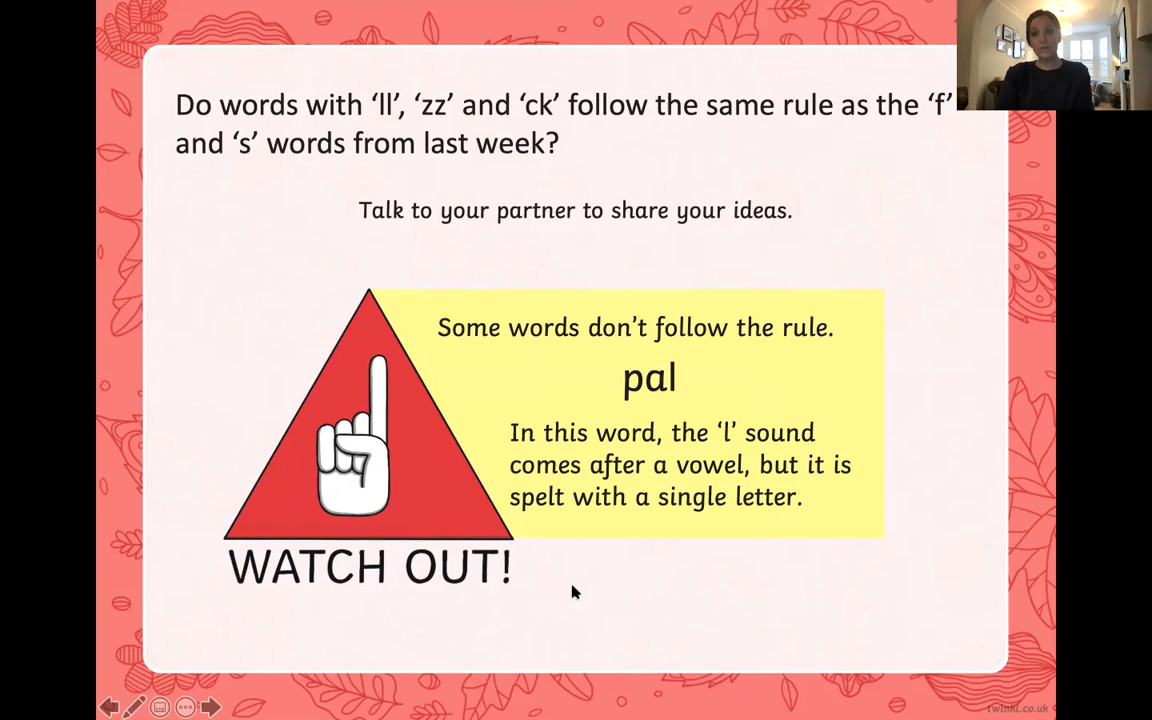 Do words with ‘ll’, ‘zz’ and ‘ck’ follow the same rule as the ‘f’
and ‘s’ words from last week?
Talk to your partner to share your ideas.
Some words don’t follow the rule.
pal
In this word, the ‘l’ sound
comes after a vowel, but it is
spelt with a single letter.
WATCH OUT!
twinkl.co.uk